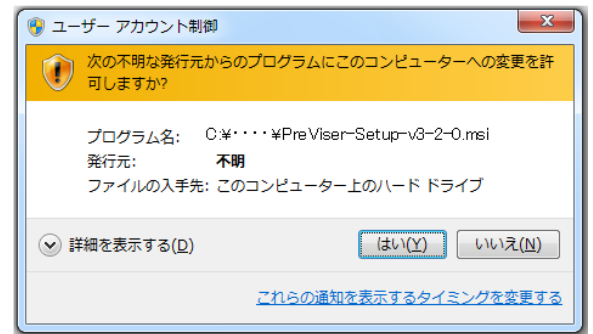 ユーザー アカウント制御
次の不明な発行元からのプログラムにこのコンピューターへの変更を許
可しますか?
プログラム名: C:¥････¥PreViser-Setup-v3-2-0.msi
発行元: 不明
ファイルの入手先: このコンピューター上のハード ドライブ
詳細を表示する(D) はい(Y) いいえ(N)
これらの通知を表示するタイミングを変更する